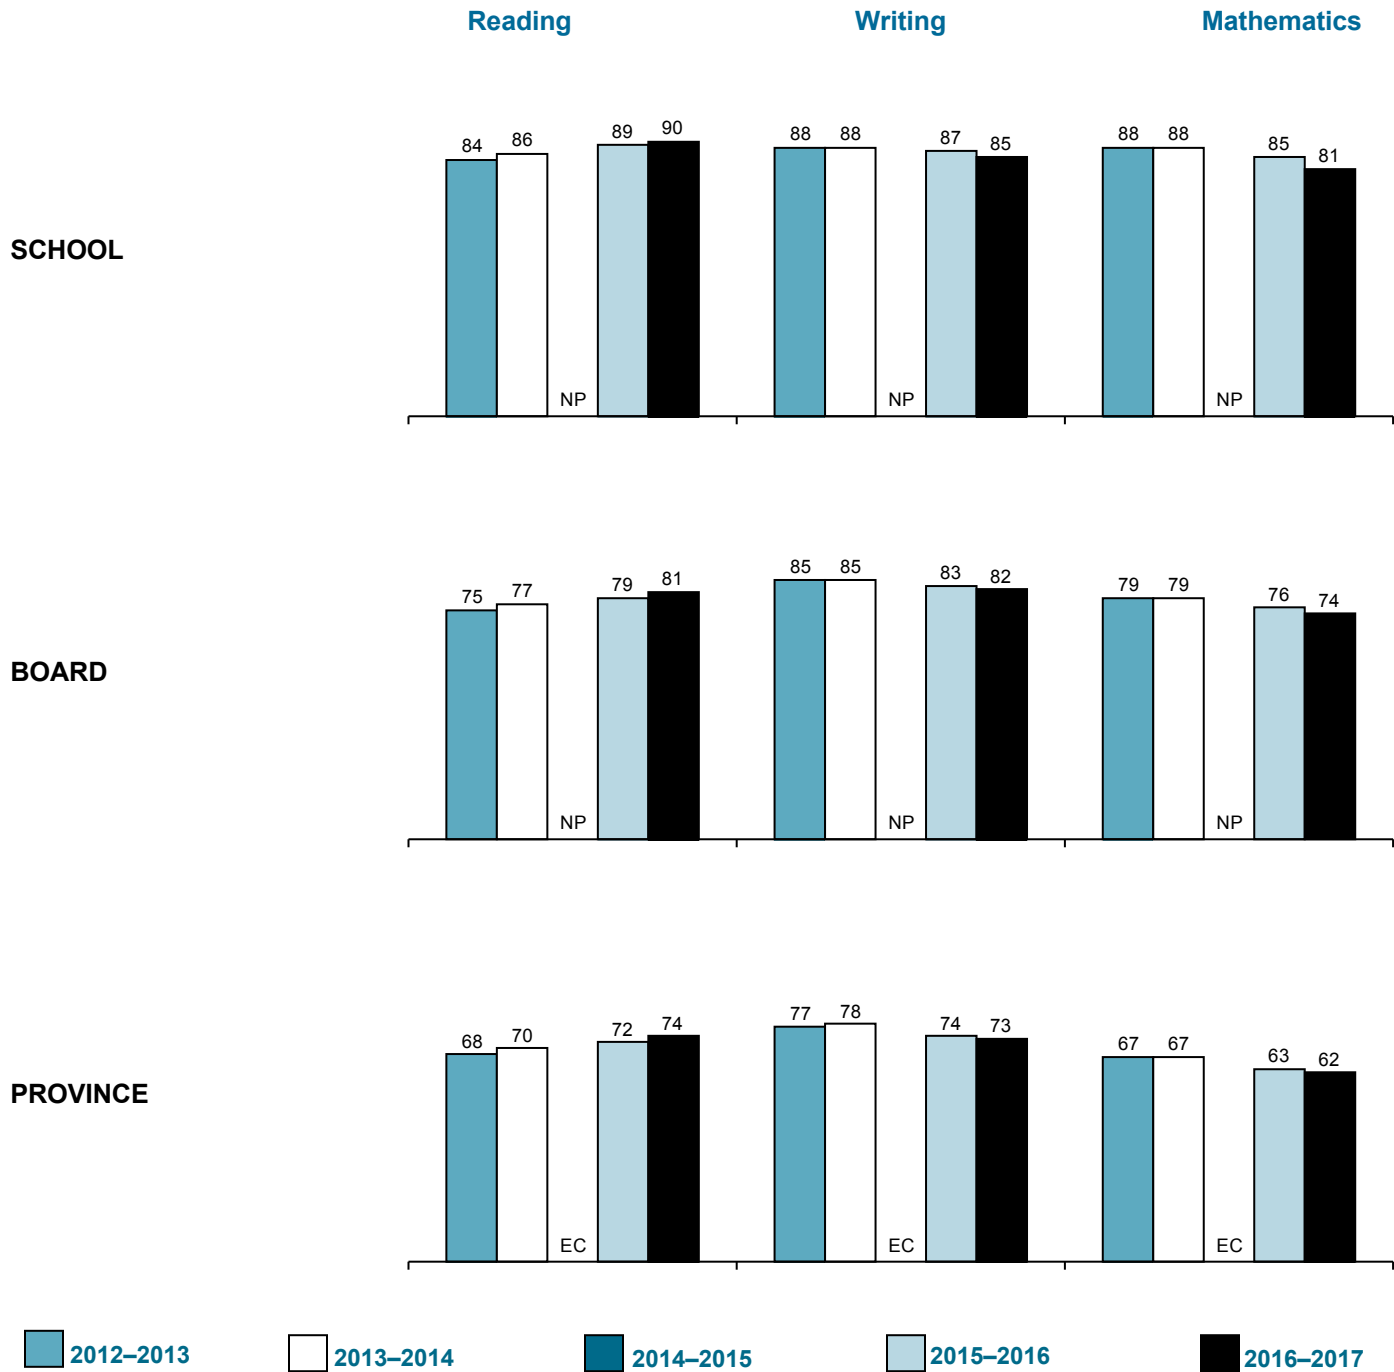 Reading Writing Mathematics
84 86 NP 89 90 88 88 NP 87 85 88 88 NP 85 81
SCHOOL
75 77 NP 79 81 85 85 NP 83 82 79 79 NP 76 74
BOARD
68 70 EC 72 74 77 78 EC 74 73 67 67 EC 63 62
PROVINCE
2012–2013 2013–2014 2014–2015 2015–2016 2016–2017